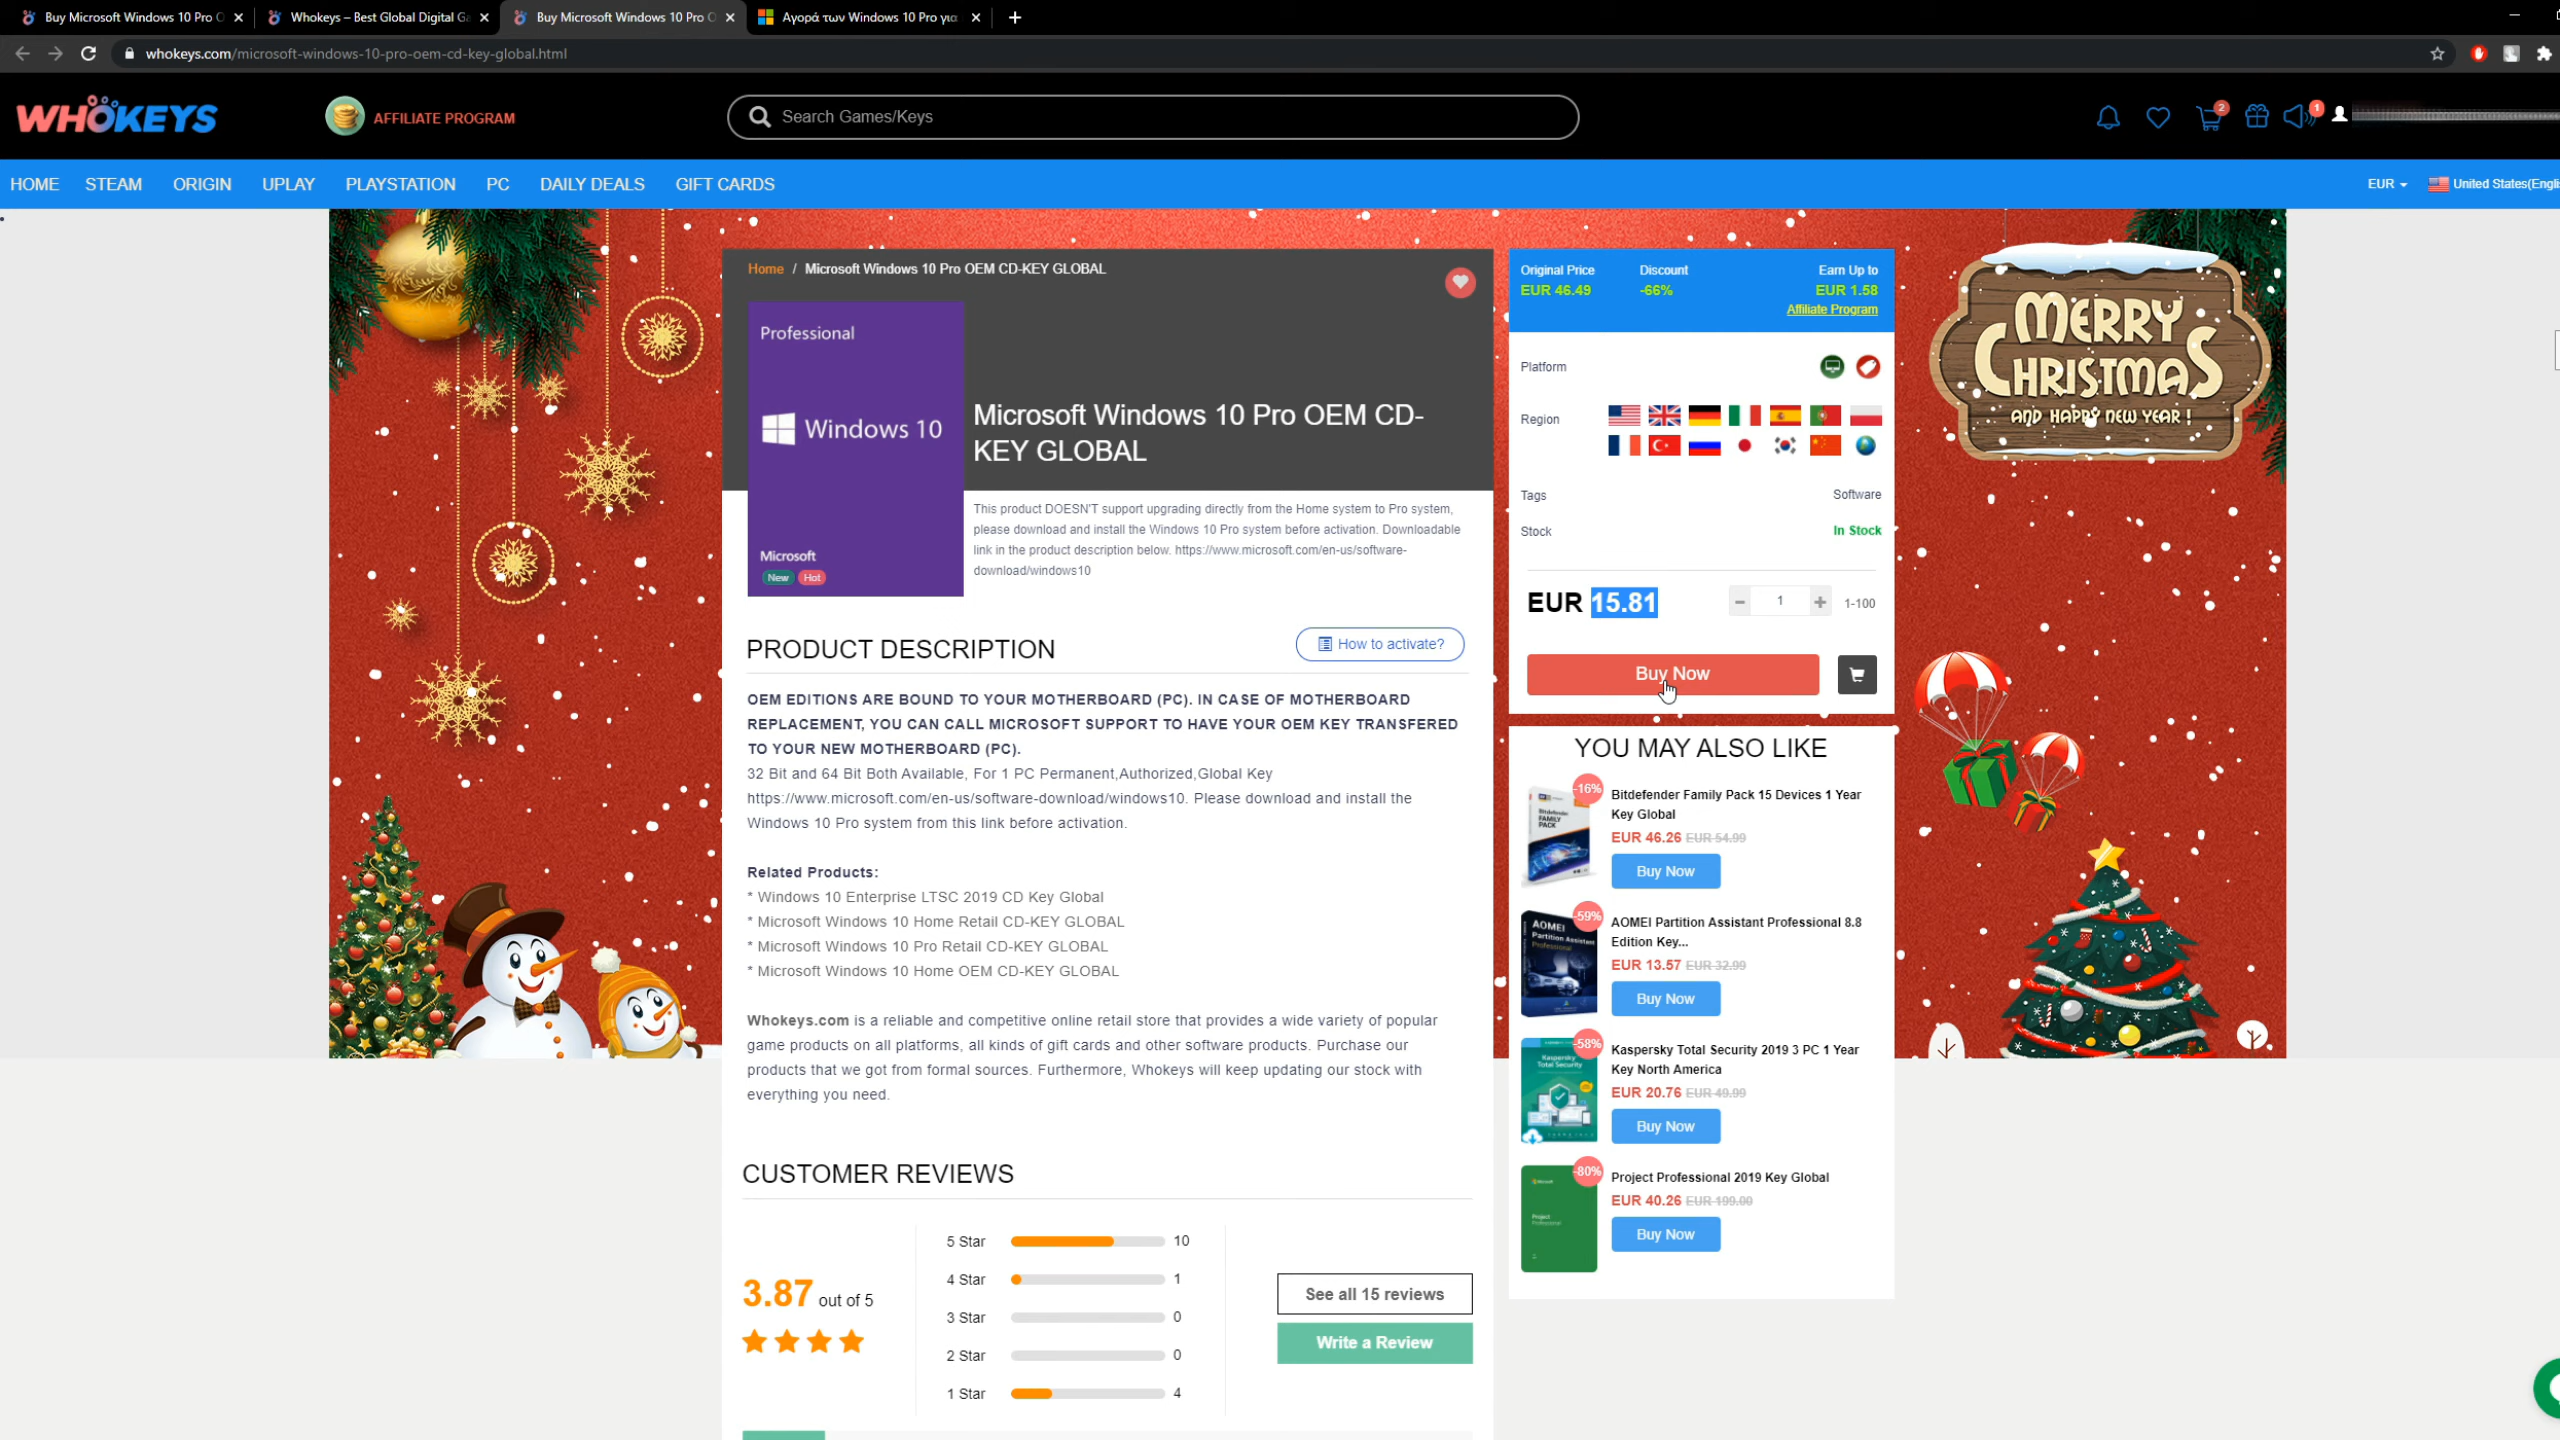 Buy Microsoft Windows 10 Pro O
Whokeys – Best Global Digital Ga
Buy Microsoft Windows 10 Pro O
Αγορά των Windows 10 Pro για
whokeys.com/microsoft-windows-10-pro-oem-cd-key-global.html
WHOKEYS
AFFILIATE PROGRAM
Search Games/Keys
2
1
HOME STEAM ORIGIN UPLAY PLAYSTATION PC DAILY DEALS GIFT CARDS
EUR
United States(Engli
Home / Microsoft Windows 10 Pro OEM CD-KEY GLOBAL
Professional
Windows 10
Microsoft
New Hot
Microsoft Windows 10 Pro OEM CD-
KEY GLOBAL
This product DOESN'T support upgrading directly from the Home system to Pro system,
please download and install the Windows 10 Pro system before activation. Downloadable
link in the product description below. https://www.microsoft.com/en-us/software-
download/windows10
PRODUCT DESCRIPTION
How to activate?
OEM EDITIONS ARE BOUND TO YOUR MOTHERBOARD (PC). IN CASE OF MOTHERBOARD
REPLACEMENT, YOU CAN CALL MICROSOFT SUPPORT TO HAVE YOUR OEM KEY TRANSFERED
TO YOUR NEW MOTHERBOARD (PC).
32 Bit and 64 Bit Both Available, For 1 PC Permanent,Authorized,Global Key
https://www.microsoft.com/en-us/software-download/windows10. Please download and install the
Windows 10 Pro system from this link before activation.
Related Products:
* Windows 10 Enterprise LTSC 2019 CD Key Global
* Microsoft Windows 10 Home Retail CD-KEY GLOBAL
* Microsoft Windows 10 Pro Retail CD-KEY GLOBAL
* Microsoft Windows 10 Home OEM CD-KEY GLOBAL
Whokeys.com is a reliable and competitive online retail store that provides a wide variety of popular
game products on all platforms, all kinds of gift cards and other software products. Purchase our
products that we got from formal sources. Furthermore, Whokeys will keep updating our stock with
everything you need.
CUSTOMER REVIEWS
3.87 out of 5
5 Star 10
4 Star 1
3 Star 0
2 Star 0
1 Star 4
See all 15 reviews
Write a Review
Original Price Discount Earn Up to
EUR 46.49 -66% EUR 1.58
Affiliate Program
Platform
Region
Tags Software
Stock In Stock
EUR 15.81
− 1 + 1-100
Buy Now
YOU MAY ALSO LIKE
-16%
Bitdefender Family Pack 15 Devices 1 Year
Key Global
EUR 46.26 EUR 54.99
Buy Now
FAMILY
PACK
-59%
AOMEI Partition Assistant Professional 8.8
Edition Key...
EUR 13.57 EUR 32.99
Buy Now
AOMEI
Partition Assistant
Professional
-58%
Kaspersky Total Security 2019 3 PC 1 Year
Key North America
EUR 20.76 EUR 49.99
Buy Now
Kaspersky
Total Security
-80%
Project Professional 2019 Key Global
EUR 40.26 EUR 199.00
Buy Now
Project
Professional
MERRY
CHRISTMAS
AND HAPPY NEW YEAR !